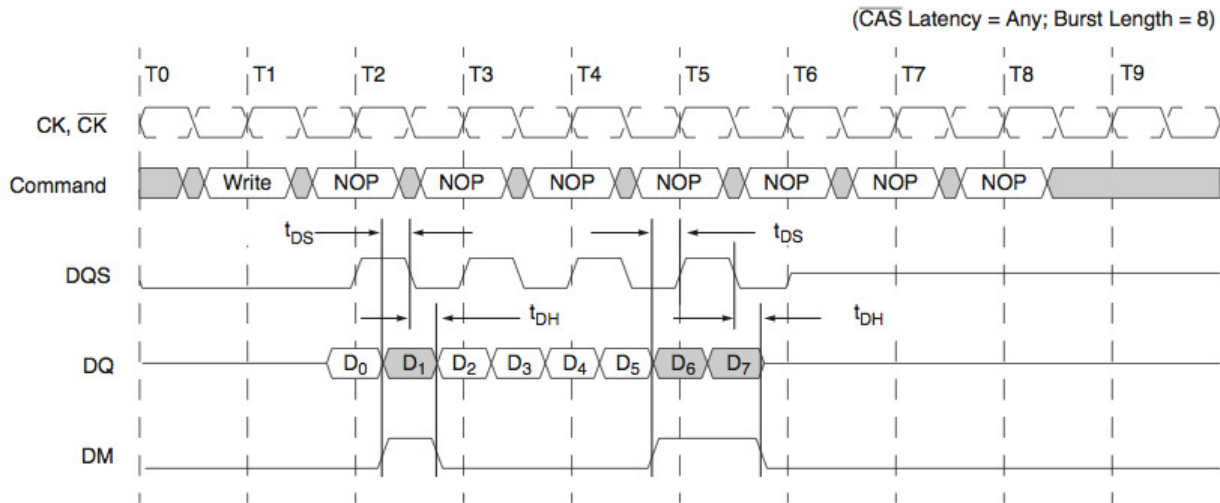 (C̅A̅S̅ Latency = Any; Burst Length = 8)
T0 T1 T2 T3 T4 T5 T6 T7 T8 T9
CK, C̅K̅
Command Write NOP NOP NOP NOP NOP NOP NOP
tDS tDS
DQS
tDH tDH
DQ D0 D1 D2 D3 D4 D5 D6 D7
DM